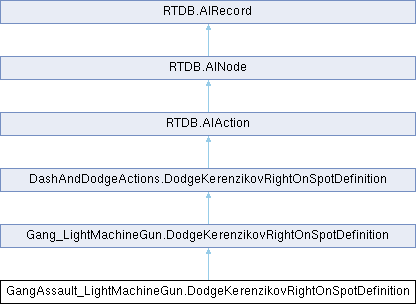 RTDB.AIRecord
RTDB.AINode
RTDB.AIAction
DashAndDodgeActions.DodgeKerenzikovRightOnSpotDefinition
Gang_LightMachineGun.DodgeKerenzikovRightOnSpotDefinition
GangAssault_LightMachineGun.DodgeKerenzikovRightOnSpotDefinition